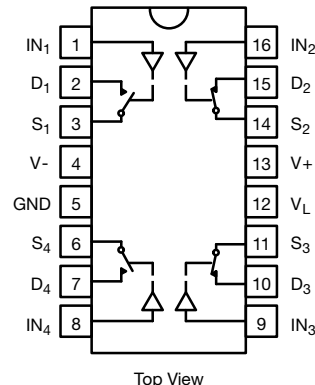 IN1 1 16 IN2
D1 2 15 D2
S1 3 14 S2
V- 4 13 V+
GND 5 12 VL
S4 6 11 S3
D4 7 10 D3
IN4 8 9 IN3
Top View